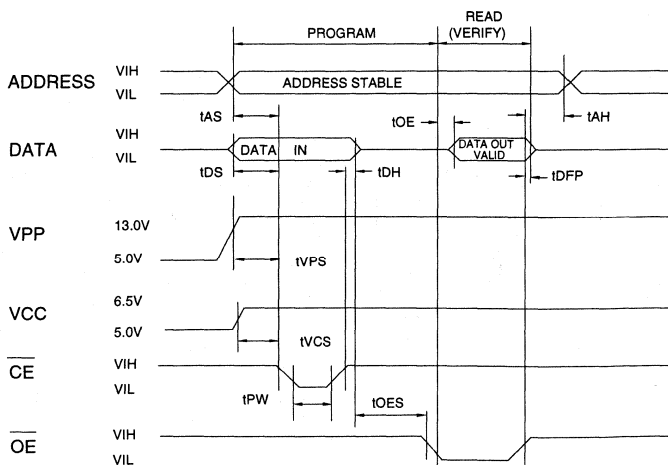 READ
PROGRAM
(VERIFY)
ADDRESS
VIH
VIL
ADDRESS STABLE
tAS
tOE
tAH
DATA
VIH
VIL
DATA IN
DATA OUT
VALID
tDS
tDH
tDFP
VPP
13.0V
5.0V
tVPS
VCC
6.5V
5.0V
tVCS
CE
VIH
VIL
tPW
tOES
OE
VIH
VIL